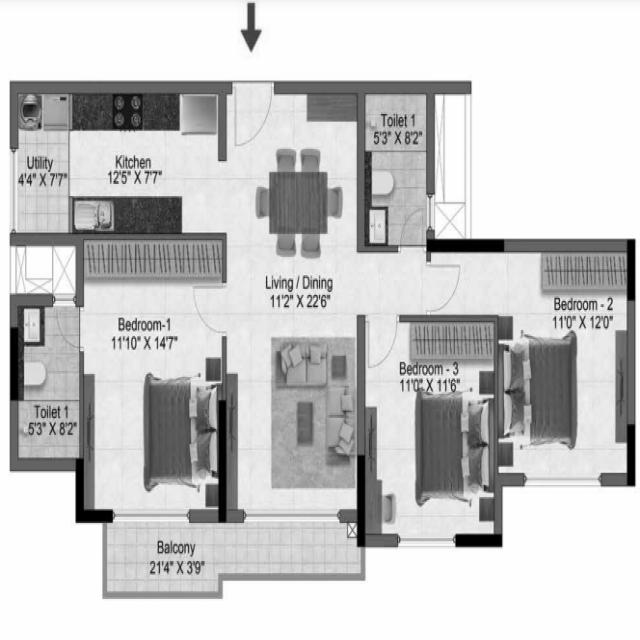 Toilet 1
5'3" X 8'2"
Utility
4'4" X 7'7"
Kitchen
12'5" X 7'7"
Living / Dining
11'2" X 22'6"
Bedroom - 2
11'0" X 12'0"
Bedroom-1
11'10" X 14'7"
Bedroom - 3
11'0" X 11'6"
Toilet 1
5'3" X 8'2"
Balcony
21'4" X 3'9"